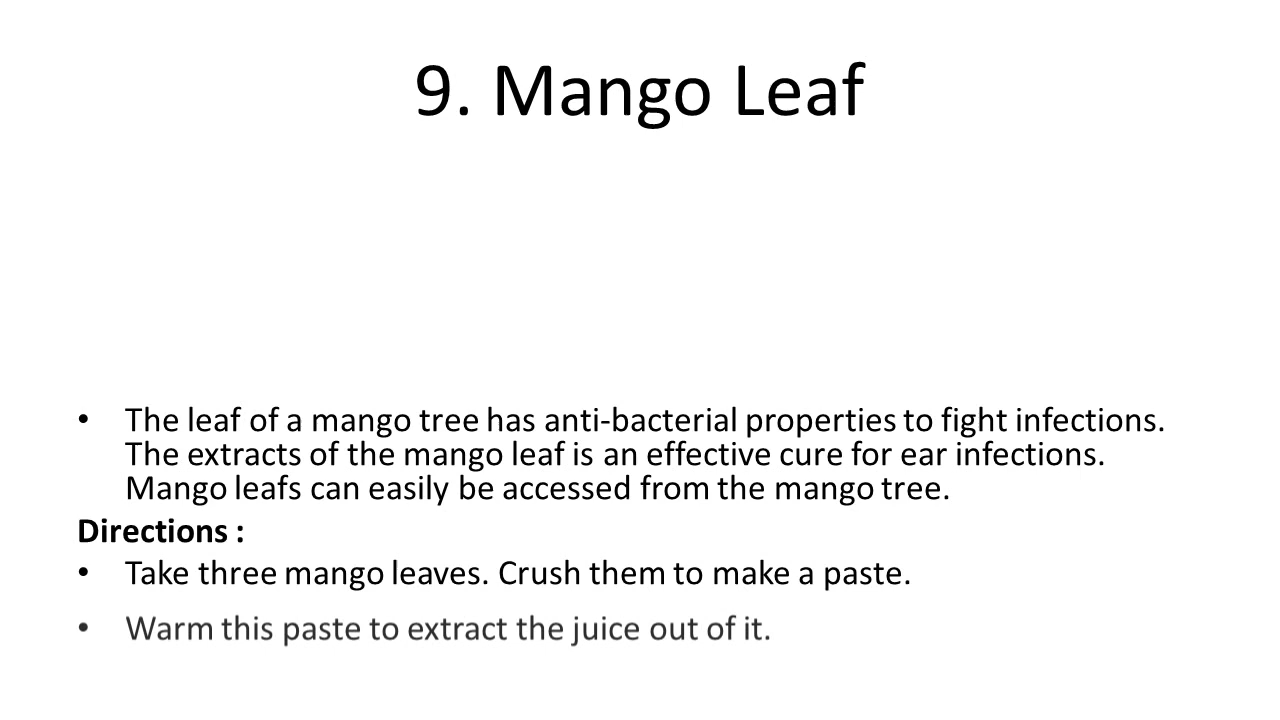 9. Mango Leaf
• The leaf of a mango tree has anti-bacterial properties to fight infections.
The extracts of the mango leaf is an effective cure for ear infections.
Mango leafs can easily be accessed from the mango tree.
Directions :
• Take three mango leaves. Crush them to make a paste.
• Warm this paste to extract the juice out of it.